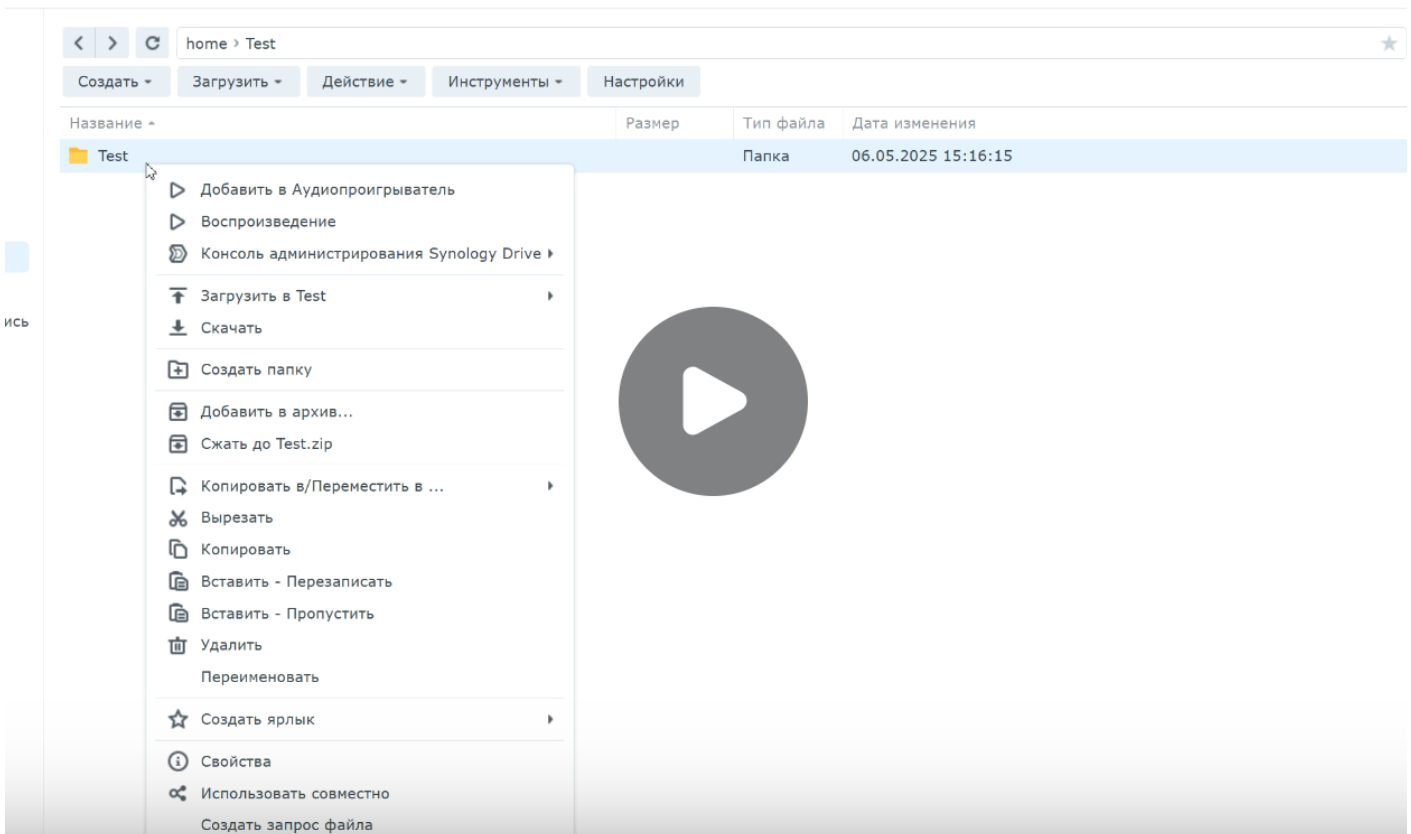 home › Test
Создать Загрузить Действие Инструменты Настройки
Название Размер Тип файла Дата изменения
Test Папка 06.05.2025 15:16:15
Добавить в Аудиопроигрыватель
Воспроизведение
Консоль администрирования Synology Drive
Загрузить в Test
ись
Скачать
Создать папку
Добавить в архив...
Сжать до Test.zip
Копировать в/Переместить в ...
Вырезать
Копировать
Вставить - Перезаписать
Вставить - Пропустить
Удалить
Переименовать
Создать ярлык
Свойства
Использовать совместно
Создать запрос файла